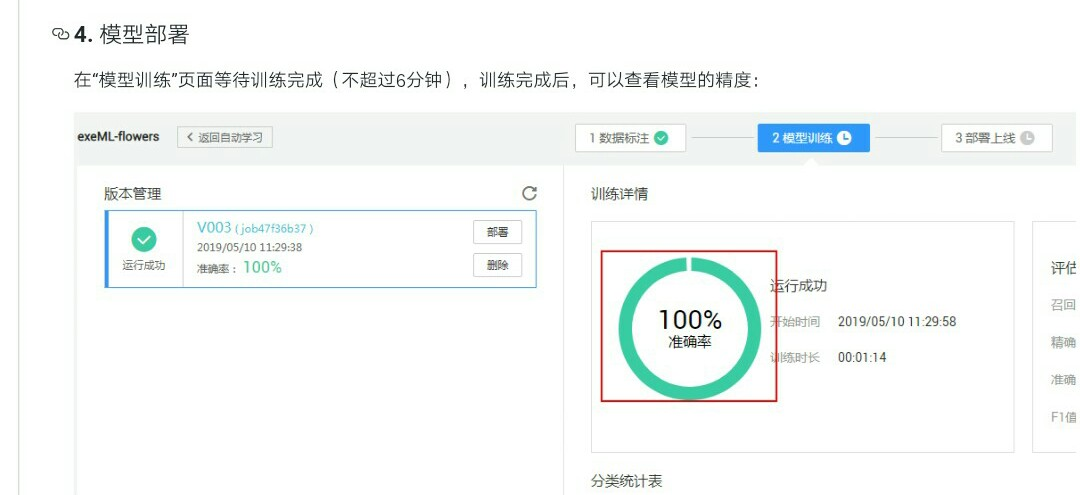 4. 模型部署
在“模型训练”页面等待训练完成（不超过6分钟），训练完成后，可以查看模型的精度：
exeML-flowers
返回自动学习
1 数据标注
2 模型训练
3 部署上线
版本管理
V003 ( job47f36b37 )
部署
2019/05/10 11:29:38
运行成功
准确率： 100%
删除
训练详情
100%
准确率
运行成功
开始时间 2019/05/10 11:29:58
训练时长 00:01:14
评估
召回
精确
准确
F1值
分类统计表